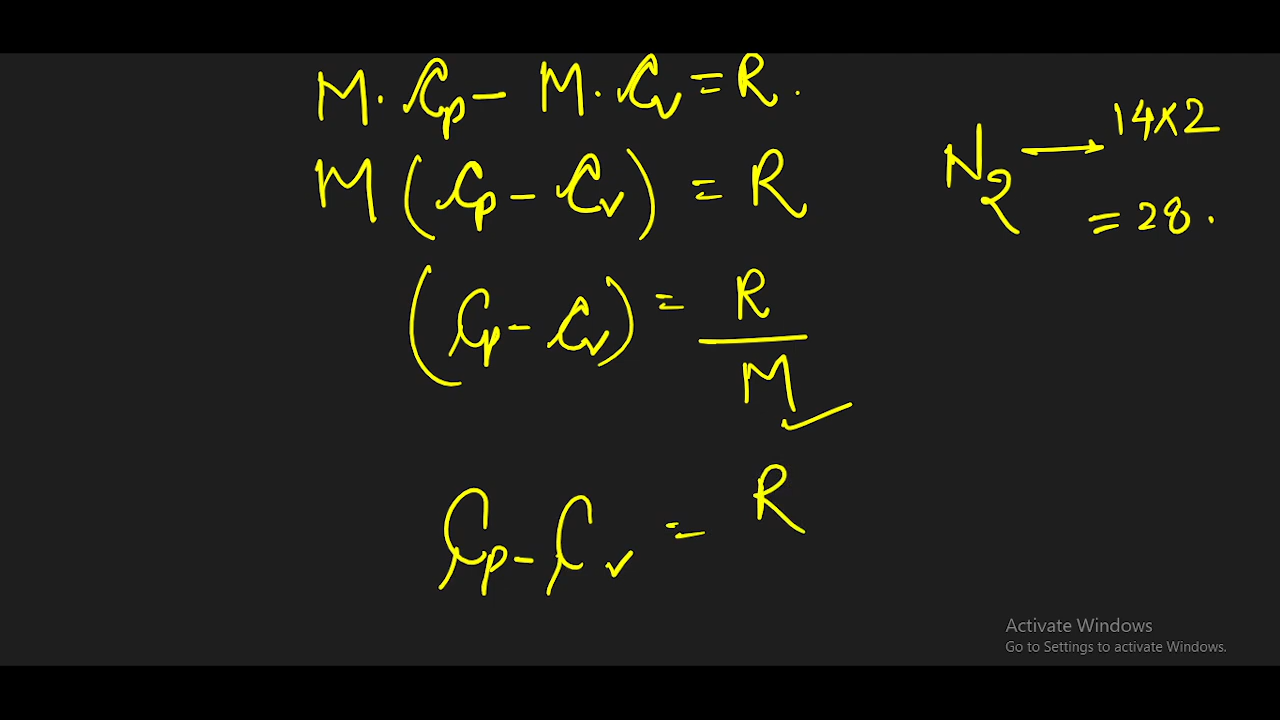 M. Cp - M. Cv = R.
M (Cp - Cv) = R
(Cp - Cv) = R
M
Cp - Cv = R
N2 → 14×2
= 28.
Activate Windows
Go to Settings to activate Windows.